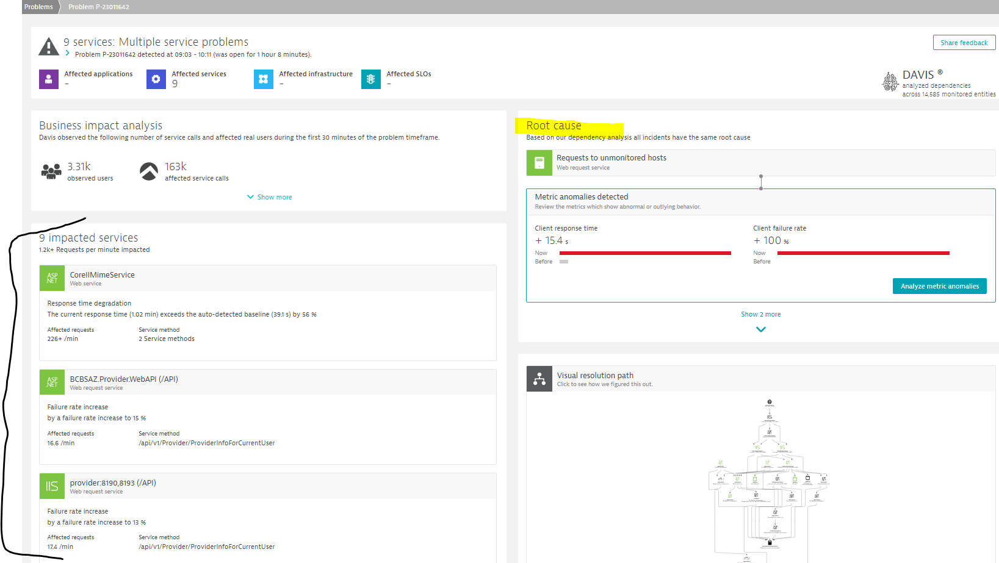 Problems
Problem P-23011642
9 services: Multiple service problems
Problem P-23011642 detected at 09:03 - 10:11 (was open for 1 hour 8 minutes).
Share feedback
Affected applications
–
Affected services
9
Affected infrastructure
–
Affected SLOs
–
DAVIS ®
analyzed dependencies
across 14,585 monitored entities
Business impact analysis
Davis observed the following number of service calls and affected real users during the first 30 minutes of the problem timeframe.
3.31k
observed users
163k
affected service calls
Show more
9 impacted services
1.2k+ Requests per minute impacted
ASP
.NET
CoreIIMimeService
Web service
Response time degradation
The current response time (1.02 min) exceeds the auto-detected baseline (39.1 s) by 56 %
Affected requests
226+ /min
Service method
2 Service methods
ASP
.NET
BCBSAZ.Provider.WebAPI (/API)
Web request service
Failure rate increase
by a failure rate increase to 15 %
Affected requests
16.6 /min
Service method
/api/v1/Provider/ProviderInfoForCurrentUser
IIS
provider:8190,8193 (/API)
Web request service
Failure rate increase
by a failure rate increase to 13 %
Affected requests
17.4 /min
Service method
/api/v1/Provider/ProviderInfoForCurrentUser
Root cause
Based on our dependency analysis all incidents have the same root cause
Requests to unmonitored hosts
Web request service
Metric anomalies detected
Review the metrics which show abnormal or outlying behavior.
Client response time
+ 15.4 s
Now
Before
Client failure rate
+ 100 %
Now
Before
Analyze metric anomalies
Show 2 more
Visual resolution path
Click to see how we figured this out.
IIS
IIS
IIS